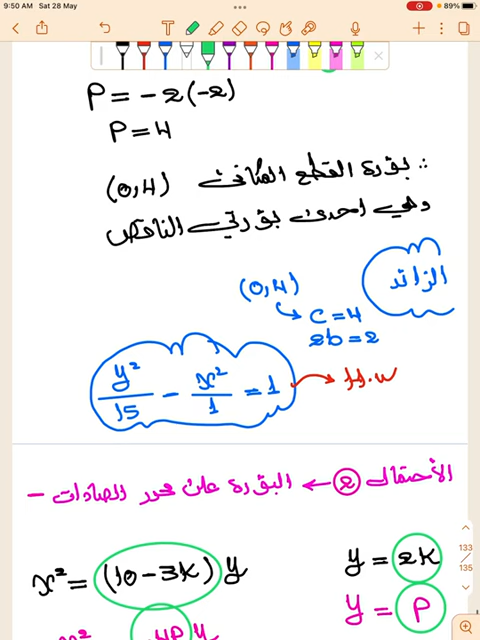 9:50 AM Sat 28 May
89%
P = -2(-2)
P = 4
∴ بؤرة القطع المكافئ (0,4)
وهي احدى بؤرتي الناقص
الزائد
(0,4)
c = 4
2b = 2
y²/15 - x²/1 = 1 → H.w
الأحتمال ② ← البؤرة على محور الصادات -
x² = (10-3k) y
y = 2k
y = P
4P y
133
/
135